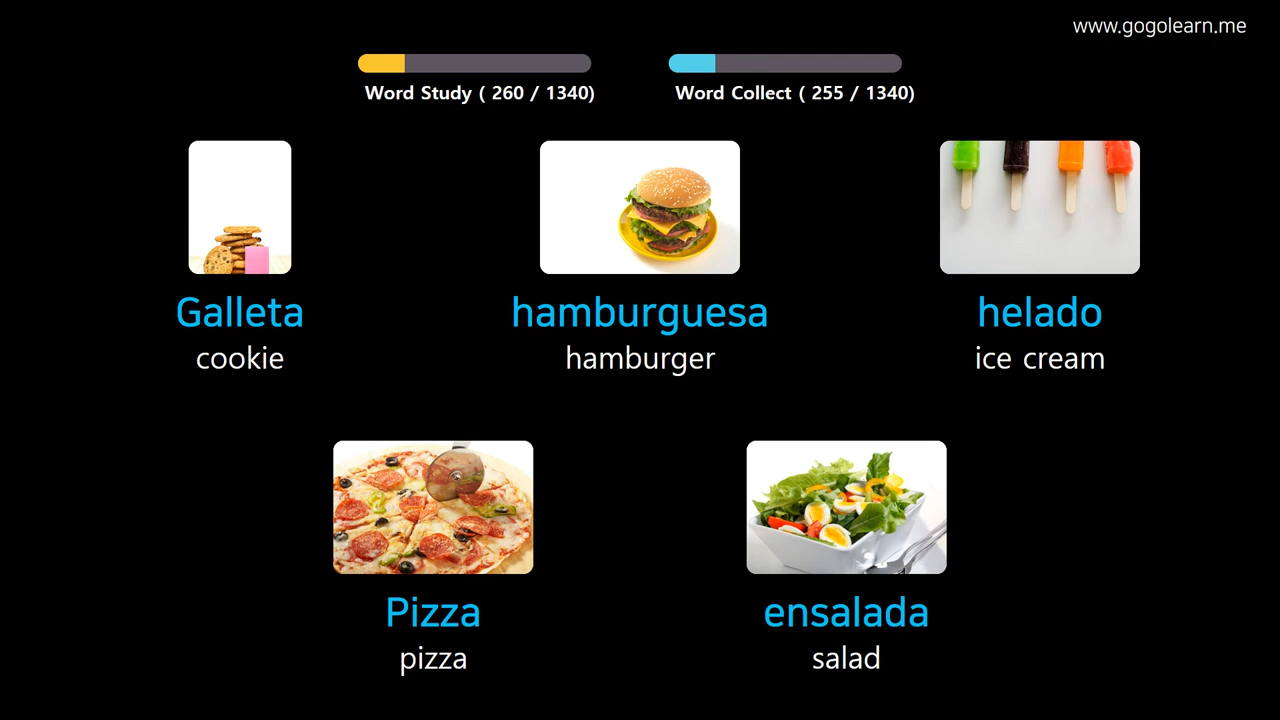 www.gogolearn.me
Word Study ( 260 / 1340)
Word Collect ( 255 / 1340)
Galleta
cookie
hamburguesa
hamburger
helado
ice cream
Pizza
pizza
ensalada
salad